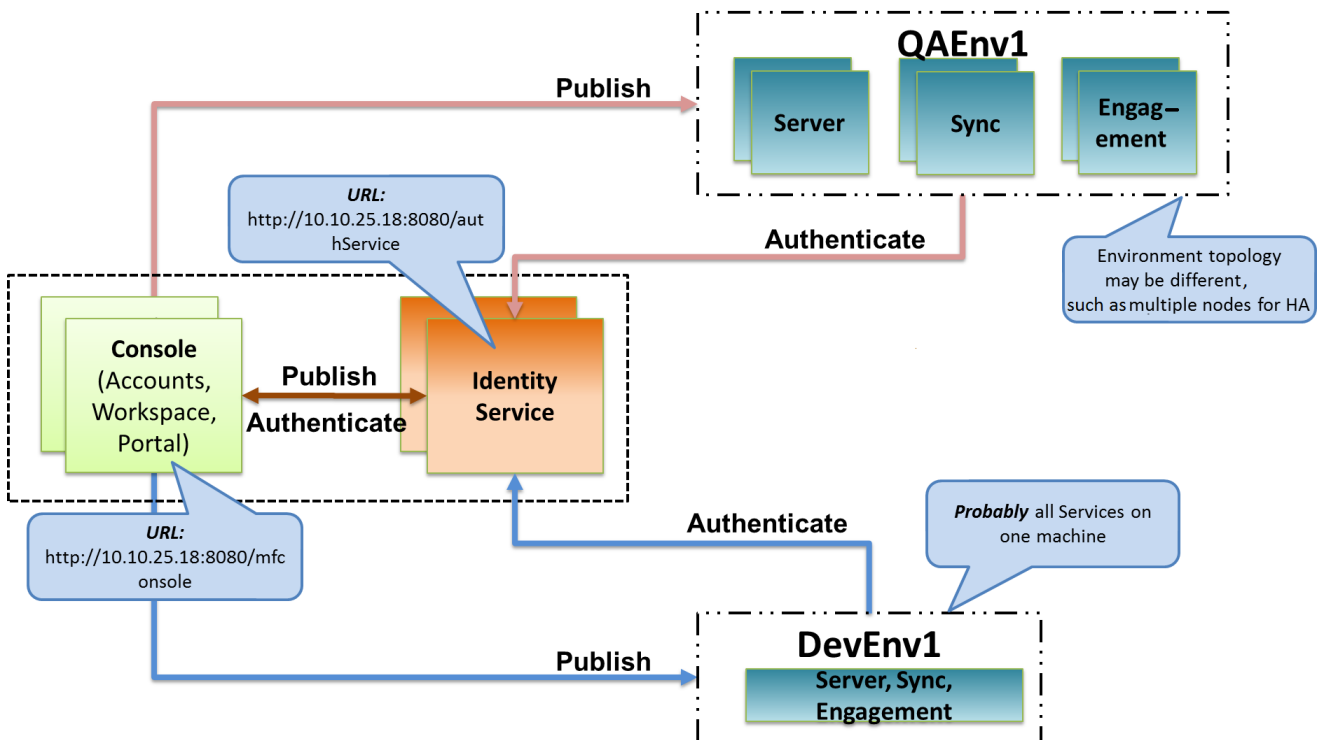 QAEnv1
Publish
Server
Sync
Engag–
ement
URL:
http://10.10.25.18:8080/aut
hService
Authenticate
Environment topology
may be different,
such as multiple nodes for HA
Console
(Accounts,
Workspace,
Portal)
Publish
Authenticate
Identity
Service
URL:
http://10.10.25.18:8080/mfc
onsole
Authenticate
Probably all Services on
one machine
Publish
DevEnv1
Server, Sync,
Engagement